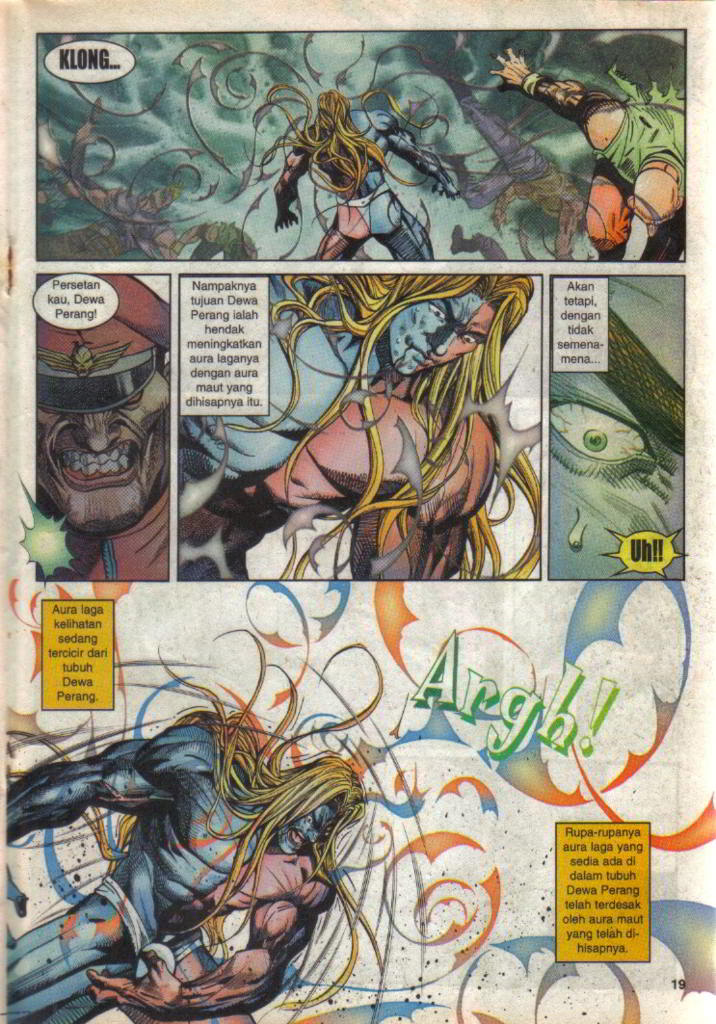 KLONG...
Persetan
kau, Dewa
Perang!
Nampaknya
tujuan Dewa
Perang ialah
hendak
meningkatkan
aura laganya
dengan aura
maut yang
dihisapnya itu.
Akan
tetapi,
dengan
tidak
semena-
mena...
Uh!!
Aura laga
kelihatan
sedang
tercicir dari
tubuh
Dewa
Perang.
Argh!
Rupa-rupanya
aura laga yang
sedia ada di
dalam tubuh
Dewa Perang
telah terdesak
oleh aura maut
yang telah di-
hisapnya.
19